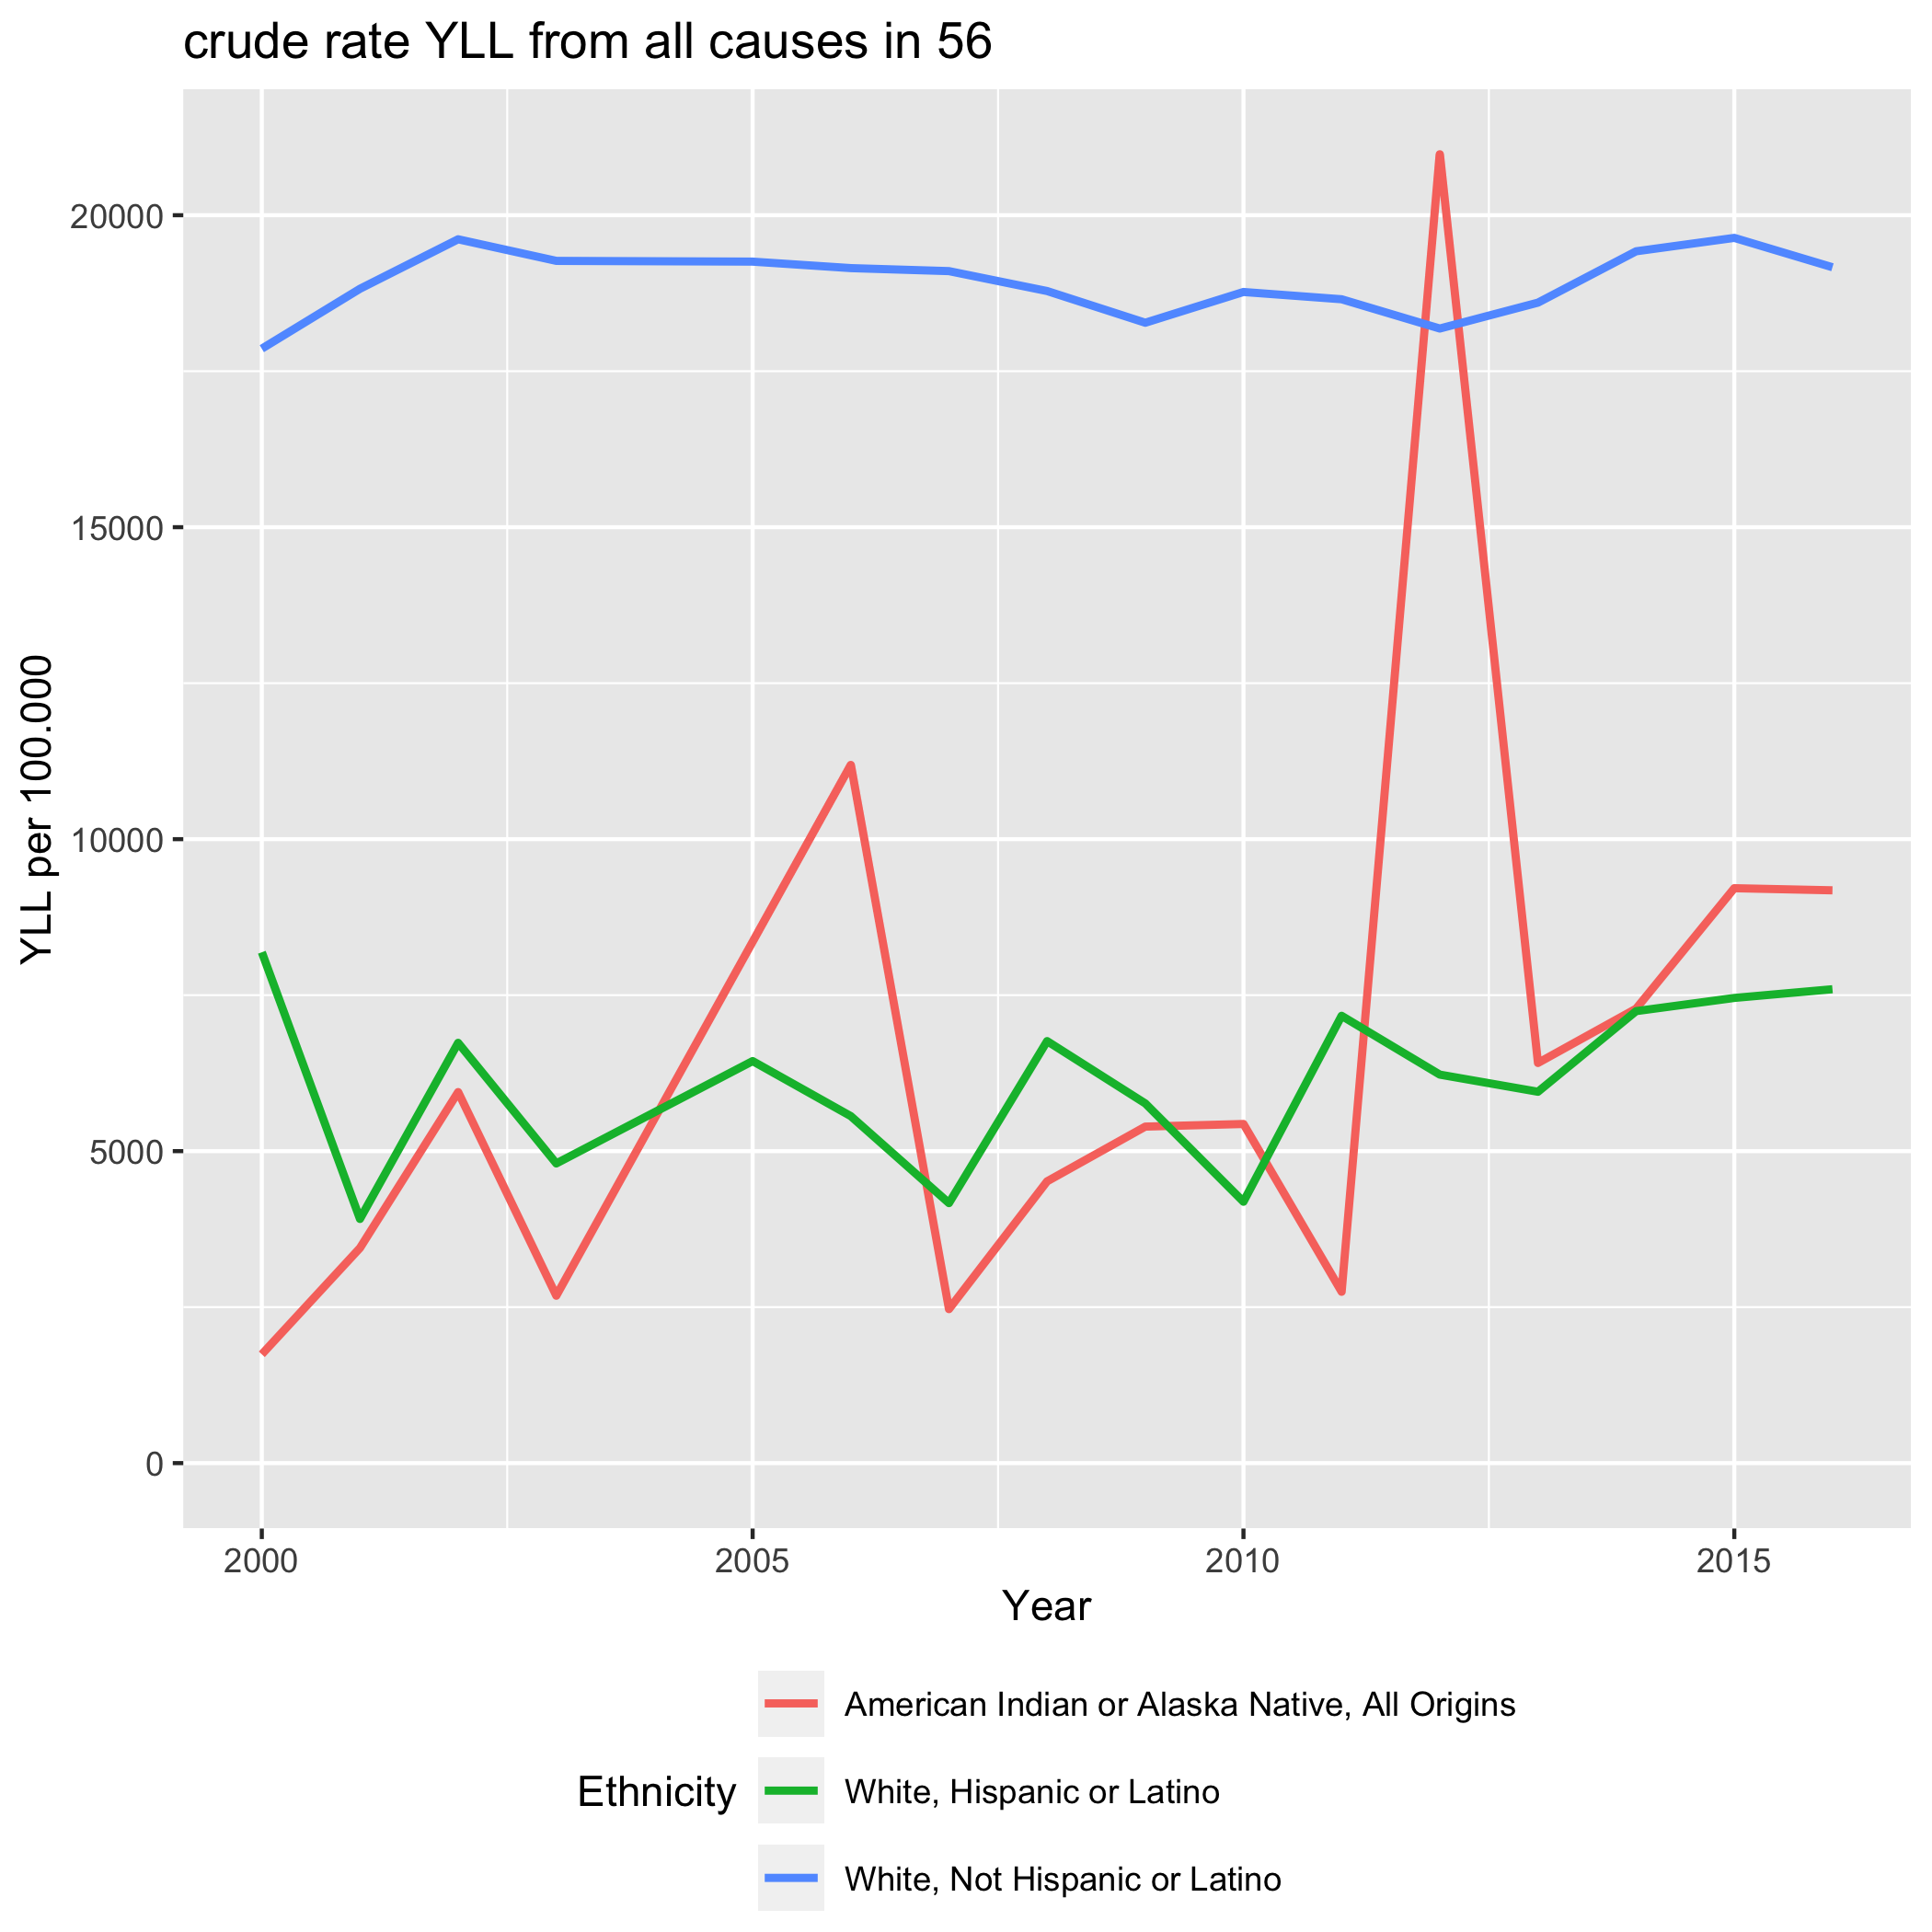 crude rate YLL from all causes in 56
20000
15000
10000
5000
0
YLL per 100.000
2000 2005 2010 2015
Year
Ethnicity
American Indian or Alaska Native, All Origins
White, Hispanic or Latino
White, Not Hispanic or Latino